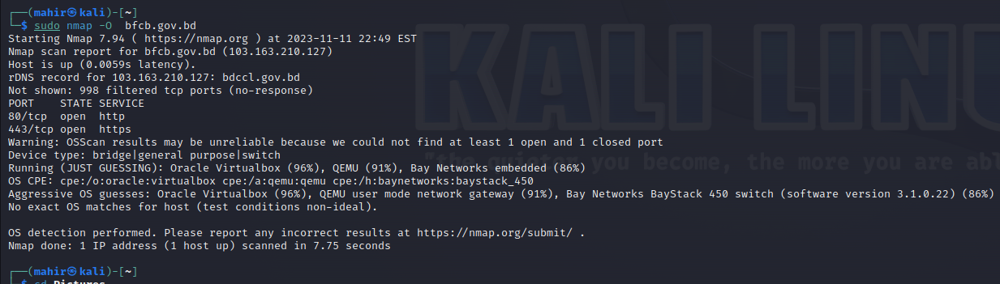 ┌──(mahir㉿kali)-[~]
└─$ sudo nmap -O  bfcb.gov.bd
Starting Nmap 7.94 ( https://nmap.org ) at 2023-11-11 22:49 EST
Nmap scan report for bfcb.gov.bd (103.163.210.127)
Host is up (0.0059s latency).
rDNS record for 103.163.210.127: bdccl.gov.bd
Not shown: 998 filtered tcp ports (no-response)
PORT    STATE SERVICE
80/tcp  open  http
443/tcp open  https
Warning: OSScan results may be unreliable because we could not find at least 1 open and 1 closed port
Device type: bridge|general purpose|switch
Running (JUST GUESSING): Oracle Virtualbox (96%), QEMU (91%), Bay Networks embedded (86%)
OS CPE: cpe:/o:oracle:virtualbox cpe:/a:qemu:qemu cpe:/h:baynetworks:baystack_450
Aggressive OS guesses: Oracle Virtualbox (96%), QEMU user mode network gateway (91%), Bay Networks BayStack 450 switch (software version 3.1.0.22) (86%)
No exact OS matches for host (test conditions non-ideal).

OS detection performed. Please report any incorrect results at https://nmap.org/submit/ .
Nmap done: 1 IP address (1 host up) scanned in 7.75 seconds

┌──(mahir㉿kali)-[~]
└─$ cd Pictures
KALI LINU
"the quieter you become, the more you are abl